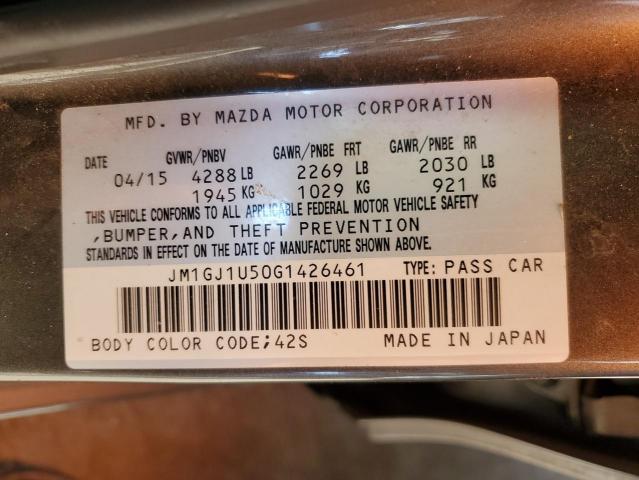 MFD. BY MAZDA MOTOR CORPORATION
DATE GVWR/PNBV GAWR/PNBE FRT GAWR/PNBE RR
04/15 4288 LB 2269 LB 2030 LB
1945 KG 1029 KG 921 KG
THIS VEHICLE CONFORMS TO ALL APPLICABLE FEDERAL MOTOR VEHICLE SAFETY
,BUMPER,AND THEFT PREVENTION
STANDARDS IN EFFECT ON THE DATE OF MANUFACTURE SHOWN ABOVE.
JM1GJ1U50G1426461 TYPE: PASS CAR
BODY COLOR CODE;42S MADE IN JAPAN